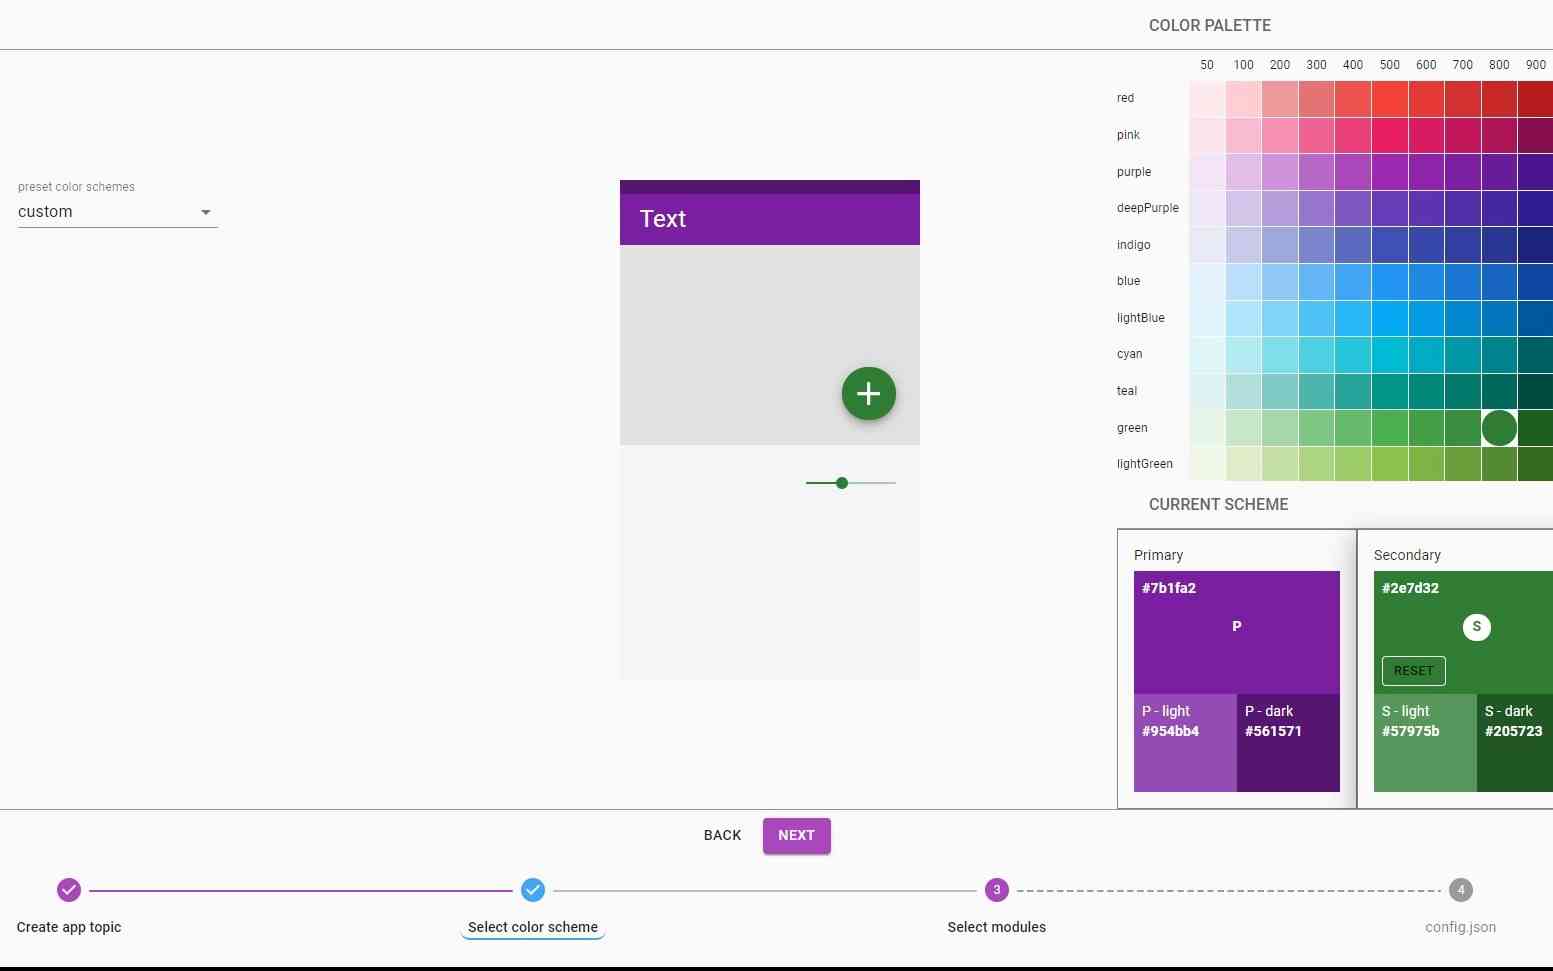 COLOR PALETTE
50 100 200 300 400 500 600 700 800 900
red
pink
purple
deepPurple
indigo
blue
lightBlue
cyan
teal
green
lightGreen
preset color schemes
custom
Text
CURRENT SCHEME
Primary
#7b1fa2
P
P - light
#954bb4
P - dark
#561571
Secondary
#2e7d32
S
RESET
S - light
#57975b
S - dark
#205723
BACK NEXT
3
4
Create app topic
Select color scheme
Select modules
config.json